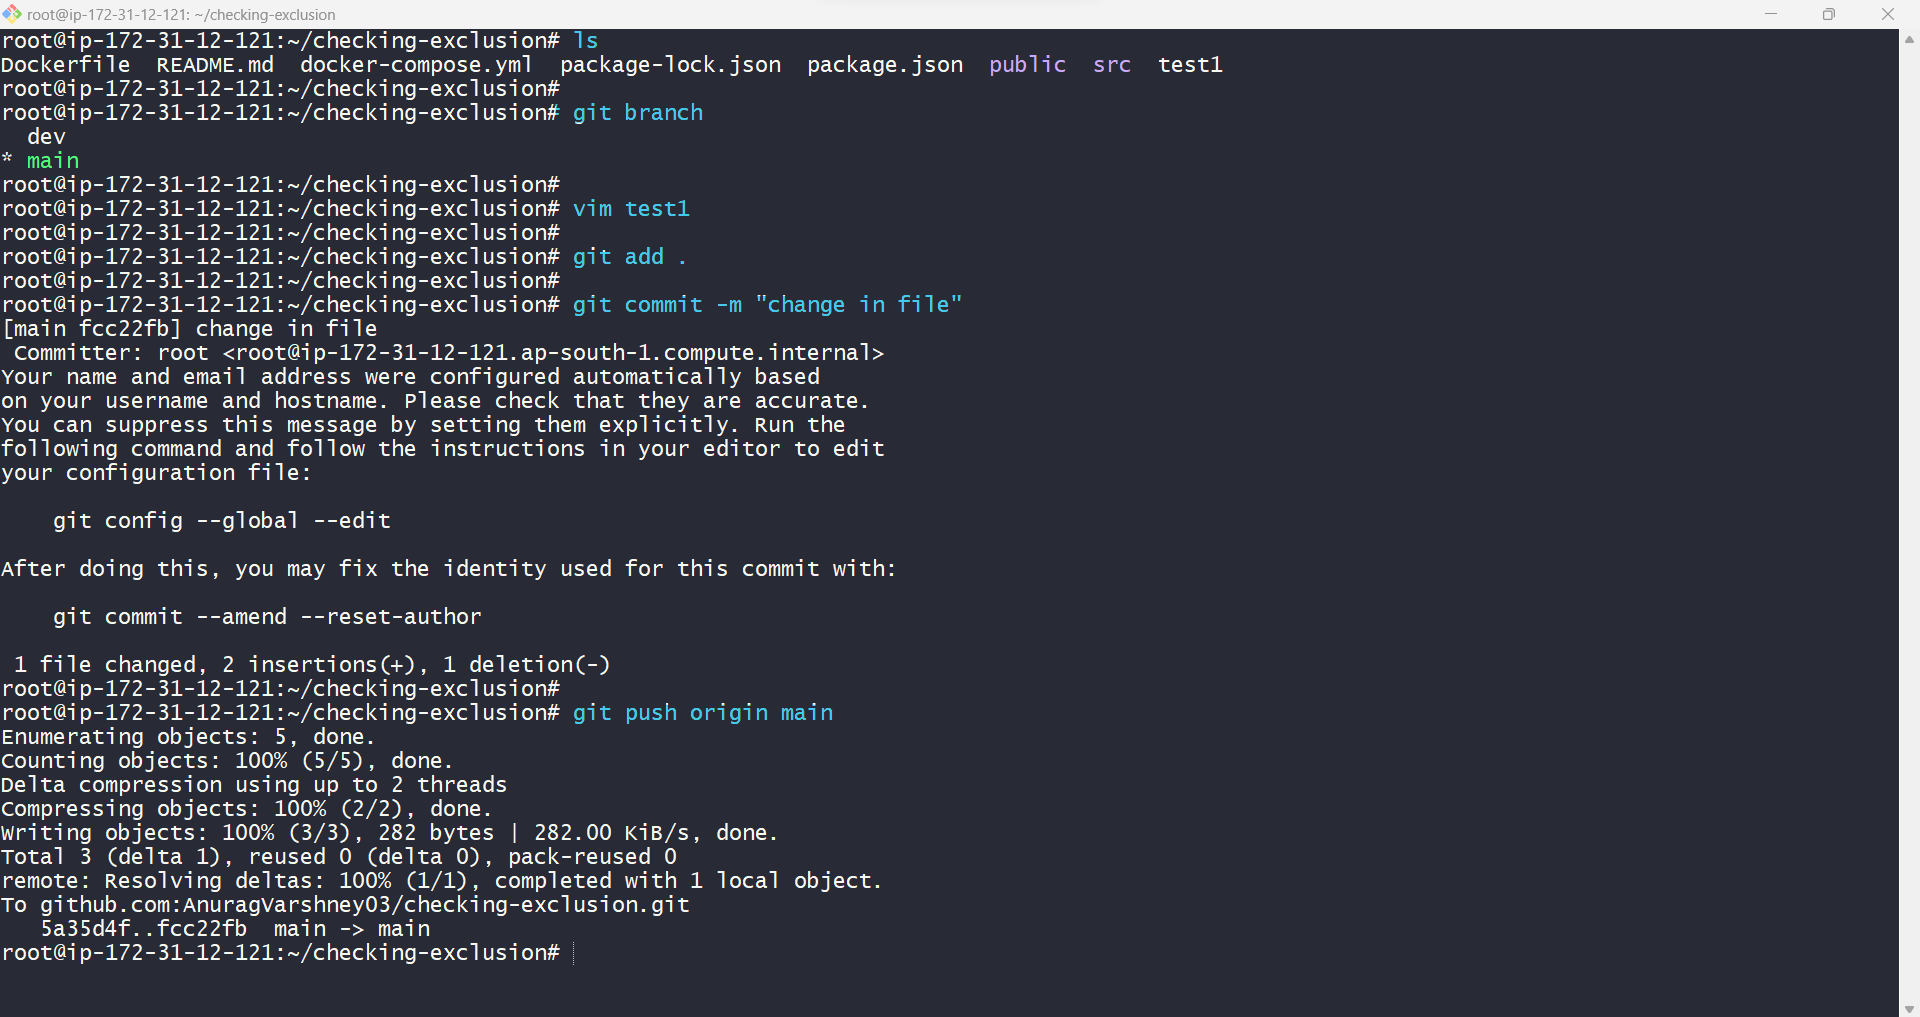 root@ip-172-31-12-121: ~/checking-exclusion
root@ip-172-31-12-121:~/checking-exclusion# ls
Dockerfile  README.md  docker-compose.yml  package-lock.json  package.json  public  src  test1
root@ip-172-31-12-121:~/checking-exclusion#
root@ip-172-31-12-121:~/checking-exclusion# git branch
  dev
* main
root@ip-172-31-12-121:~/checking-exclusion#
root@ip-172-31-12-121:~/checking-exclusion# vim test1
root@ip-172-31-12-121:~/checking-exclusion#
root@ip-172-31-12-121:~/checking-exclusion# git add .
root@ip-172-31-12-121:~/checking-exclusion#
root@ip-172-31-12-121:~/checking-exclusion# git commit -m "change in file"
[main fcc22fb] change in file
 Committer: root <root@ip-172-31-12-121.ap-south-1.compute.internal>
Your name and email address were configured automatically based
on your username and hostname. Please check that they are accurate.
You can suppress this message by setting them explicitly. Run the
following command and follow the instructions in your editor to edit
your configuration file:
    git config --global --edit
After doing this, you may fix the identity used for this commit with:
    git commit --amend --reset-author
 1 file changed, 2 insertions(+), 1 deletion(-)
root@ip-172-31-12-121:~/checking-exclusion#
root@ip-172-31-12-121:~/checking-exclusion# git push origin main
Enumerating objects: 5, done.
Counting objects: 100% (5/5), done.
Delta compression using up to 2 threads
Compressing objects: 100% (2/2), done.
Writing objects: 100% (3/3), 282 bytes | 282.00 KiB/s, done.
Total 3 (delta 1), reused 0 (delta 0), pack-reused 0
remote: Resolving deltas: 100% (1/1), completed with 1 local object.
To github.com:AnuragVarshney03/checking-exclusion.git
   5a35d4f..fcc22fb  main -> main
root@ip-172-31-12-121:~/checking-exclusion#